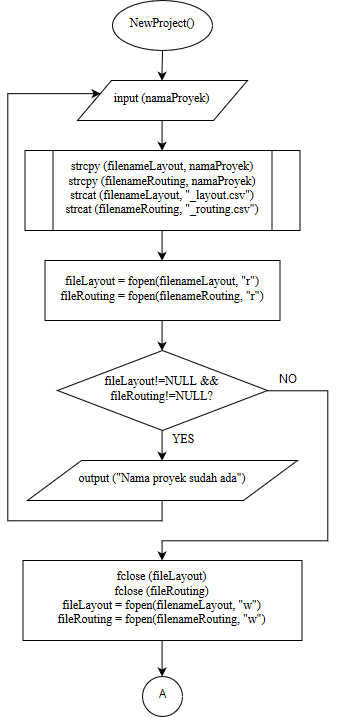 NewProject()
input (namaProyek)
strcpy (filenameLayout, namaProyek)
strcpy (filenameRouting, namaProyek)
strcat (filenameLayout, "_layout.csv")
strcat (filenameRouting, "_routing.csv")
fileLayout = fopen(filenameLayout, "r")
fileRouting = fopen(filenameRouting, "r")
fileLayout!=NULL &&
fileRouting!=NULL?
NO
YES
output ("Nama proyek sudah ada")
fclose (fileLayout)
fclose (fileRouting)
fileLayout = fopen(filenameLayout, "w")
fileRouting = fopen(filenameRouting, "w")
A